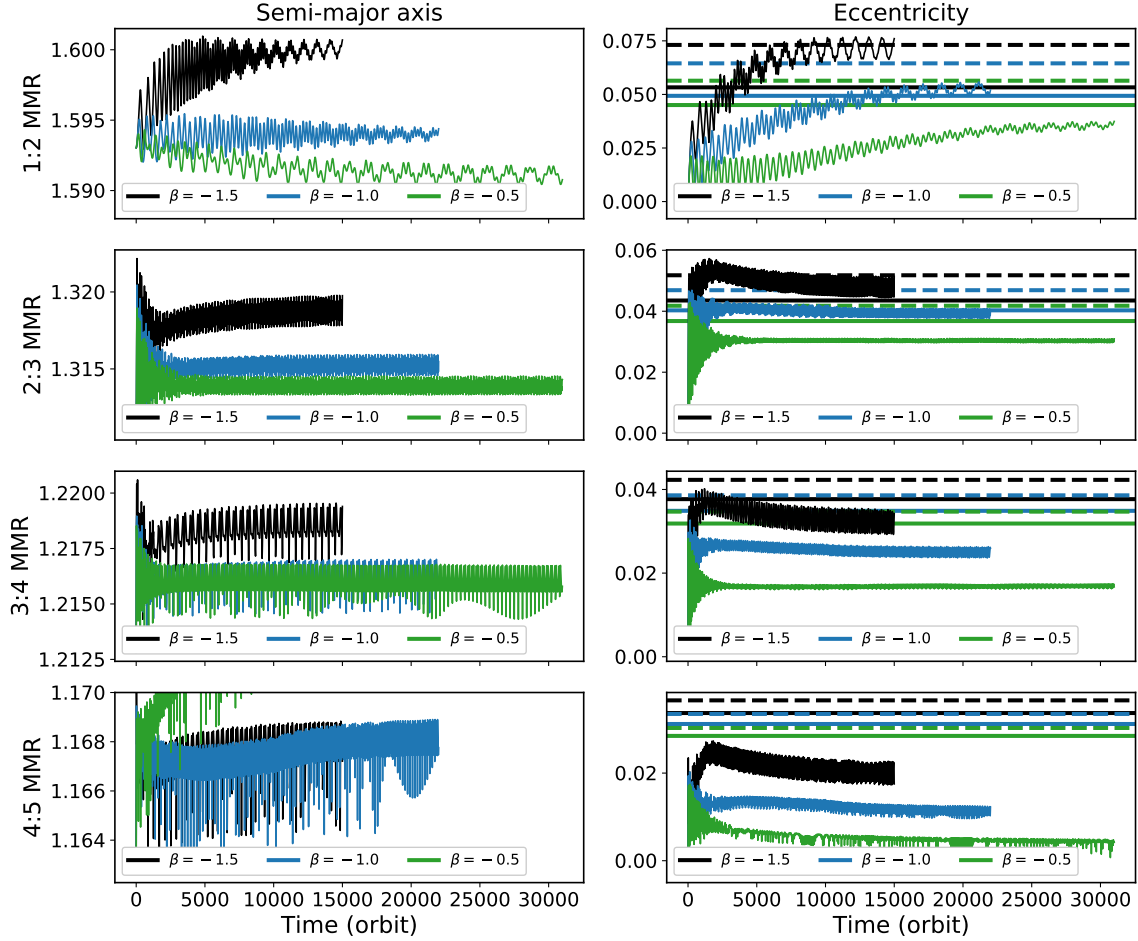 Semi-major axis
Eccentricity
1:2 MMR
1.600
1.595
1.590
β = −1.5 β = −1.0 β = −0.5
0.075
0.050
0.025
0.000
β = −1.5 β = −1.0 β = −0.5
2:3 MMR
1.320
1.315
β = −1.5 β = −1.0 β = −0.5
0.06
0.04
0.02
0.00
β = −1.5 β = −1.0 β = −0.5
3:4 MMR
1.2200
1.2175
1.2150
1.2125
β = −1.5 β = −1.0 β = −0.5
0.04
0.02
0.00
β = −1.5 β = −1.0 β = −0.5
4:5 MMR
1.170
1.168
1.166
1.164
β = −1.5 β = −1.0 β = −0.5
0 5000 10000 15000 20000 25000 30000
Time (orbit)
0.02
0.00
β = −1.5 β = −1.0 β = −0.5
0 5000 10000 15000 20000 25000 30000
Time (orbit)